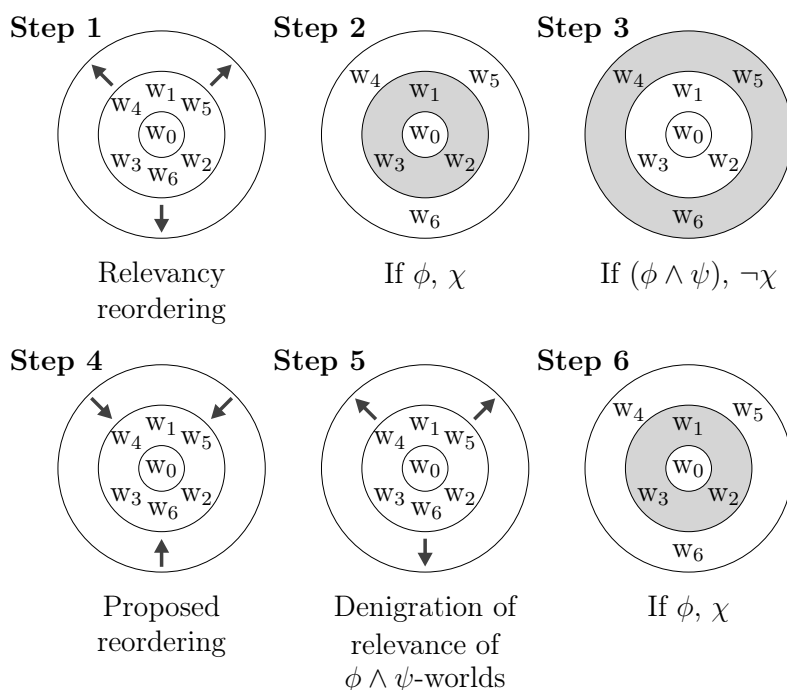 Step 1
Step 2
Step 3
w₁
w₄ w₅
w₀
w₃ w₂
w₆
w₄ w₅
w₁
w₀
w₃ w₂
w₆
w₄ w₅
w₁
w₀
w₃ w₂
w₆
Relevancy
reordering
If ϕ, χ
If (ϕ ∧ ψ), ¬χ
Step 4
Step 5
Step 6
w₁
w₄ w₅
w₀
w₃ w₂
w₆
w₁
w₄ w₅
w₀
w₃ w₂
w₆
w₄ w₅
w₁
w₀
w₃ w₂
w₆
Proposed
reordering
Denigration of
relevance of
ϕ ∧ ψ-worlds
If ϕ, χ